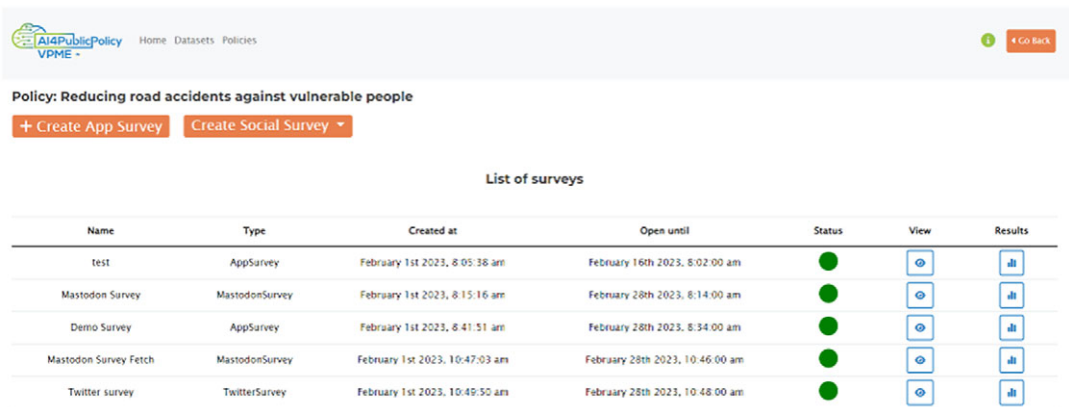 AI4PublicPolicy
VPME -
Home Datasets Policies
Go Back
Policy: Reducing road accidents against vulnerable people
+ Create App Survey Create Social Survey
List of surveys
Name Type Created at Open until Status View Results
test AppSurvey February 1st 2023, 8:05:38 am February 16th 2023, 8:02:00 am
Mastodon Survey MastodonSurvey February 1st 2023, 8:15:16 am February 28th 2023, 8:14:00 am
Demo Survey AppSurvey February 1st 2023, 8:41:51 am February 28th 2023, 8:34:00 am
Mastodon Survey Fetch MastodonSurvey February 1st 2023, 10:47:03 am February 28th 2023, 10:46:00 am
Twitter survey TwitterSurvey February 1st 2023, 10:49:50 am February 28th 2023, 10:48:00 am